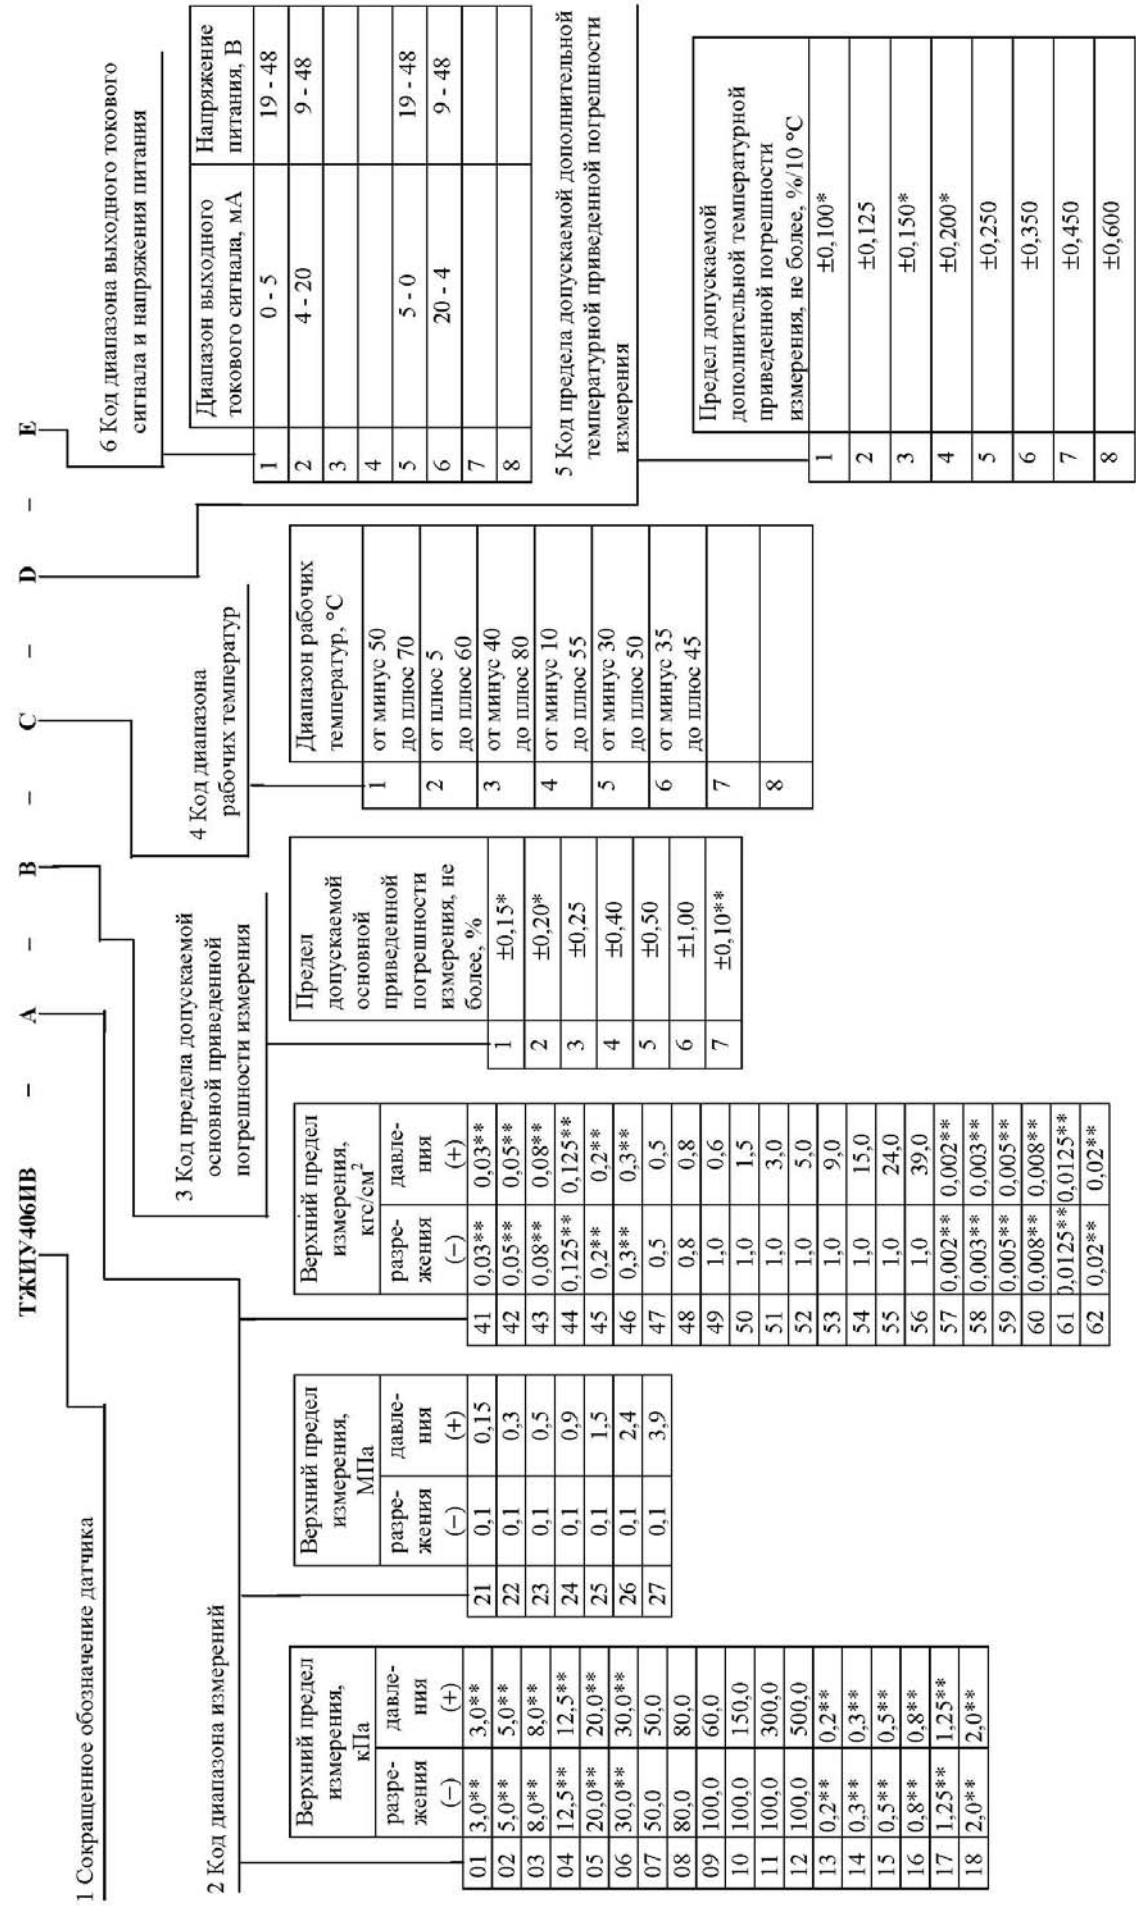 ТЖИУ406ИВ – А – В – С – D – Е
1 Сокращенное обозначение датчика
2 Код диапазона измерений
Верхний предел
измерения,
кПа
разре-
жения
(–)
давле-
ния
(+)
01 3,0** 3,0**
02 5,0** 5,0**
03 8,0** 8,0**
04 12,5** 12,5**
05 20,0** 20,0**
06 30,0** 30,0**
07 50,0 50,0
08 80,0 80,0
09 100,0 60,0
10 100,0 150,0
11 100,0 300,0
12 100,0 500,0
13 0,2** 0,2**
14 0,3** 0,3**
15 0,5** 0,5**
16 0,8** 0,8**
17 1,25** 1,25**
18 2,0** 2,0**
Верхний предел
измерения,
МПа
разре-
жения
(–)
давле-
ния
(+)
21 0,1 0,15
22 0,1 0,3
23 0,1 0,5
24 0,1 0,9
25 0,1 1,5
26 0,1 2,4
27 0,1 3,9
Верхний предел
измерения,
кгс/см²
разре-
жения
(–)
давле-
ния
(+)
41 0,03** 0,03**
42 0,05** 0,05**
43 0,08** 0,08**
44 0,125** 0,125**
45 0,2** 0,2**
46 0,3** 0,3**
47 0,5 0,5
48 0,8 0,8
49 1,0 0,6
50 1,0 1,5
51 1,0 3,0
52 1,0 5,0
53 1,0 9,0
54 1,0 15,0
55 1,0 24,0
56 1,0 39,0
57 0,002** 0,002**
58 0,003** 0,003**
59 0,005** 0,005**
60 0,008** 0,008**
61 0,0125** 0,0125**
62 0,02** 0,02**
3 Код предела допускаемой
основной приведенной
погрешности измерения
Предел
допускаемой
основной
приведенной
погрешности
измерения, не
более, %
1 ±0,15*
2 ±0,20*
3 ±0,25
4 ±0,40
5 ±0,50
6 ±1,00
7 ±0,10**
4 Код диапазона
рабочих температур
Диапазон рабочих
температур, °С
1 от минус 50
до плюс 70
2 от плюс 5
до плюс 60
3 от минус 40
до плюс 80
4 от минус 10
до плюс 55
5 от минус 30
до плюс 50
6 от минус 35
до плюс 45
7
8
6 Код диапазона выходного токового
сигнала и напряжения питания
Диапазон выходного
токового сигнала, мА
Напряжение
питания, В
1 0 - 5 19 - 48
2 4 - 20 9 - 48
3
4
5 5 - 0 19 - 48
6 20 - 4 9 - 48
7
8
5 Код предела допускаемой дополнительной
температурной приведенной погрешности
измерения
Предел допускаемой
дополнительной температурной
приведенной погрешности
измерения, не более, %/10 °С
1 ±0,100*
2 ±0,125
3 ±0,150*
4 ±0,200*
5 ±0,250
6 ±0,350
7 ±0,450
8 ±0,600